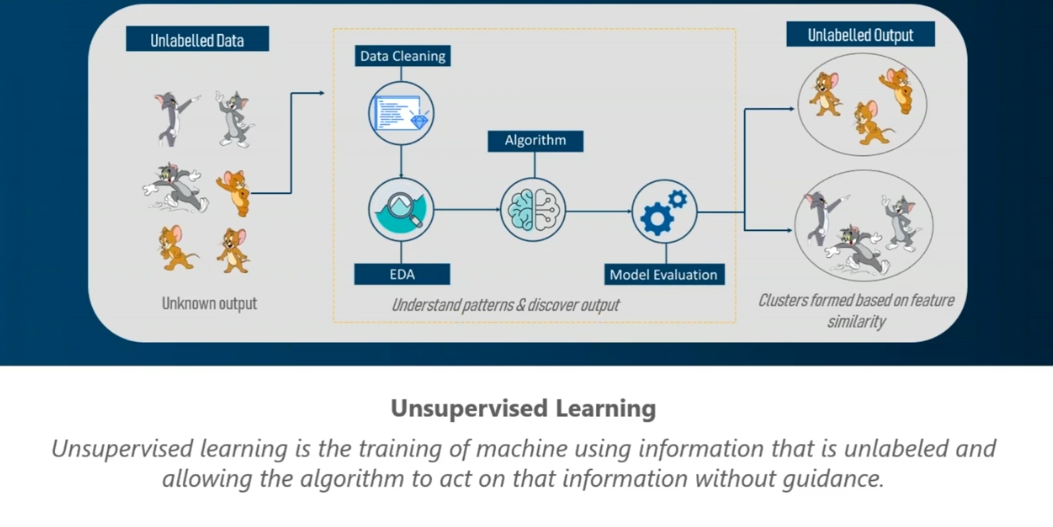 Unlabelled Data
Unlabelled Output
Data Cleaning
Algorithm
EDA
Model Evaluation
Unknown output
Understand patterns & discover output
Clusters formed based on feature
similarity
Unsupervised Learning
Unsupervised learning is the training of machine using information that is unlabeled and
allowing the algorithm to act on that information without guidance.